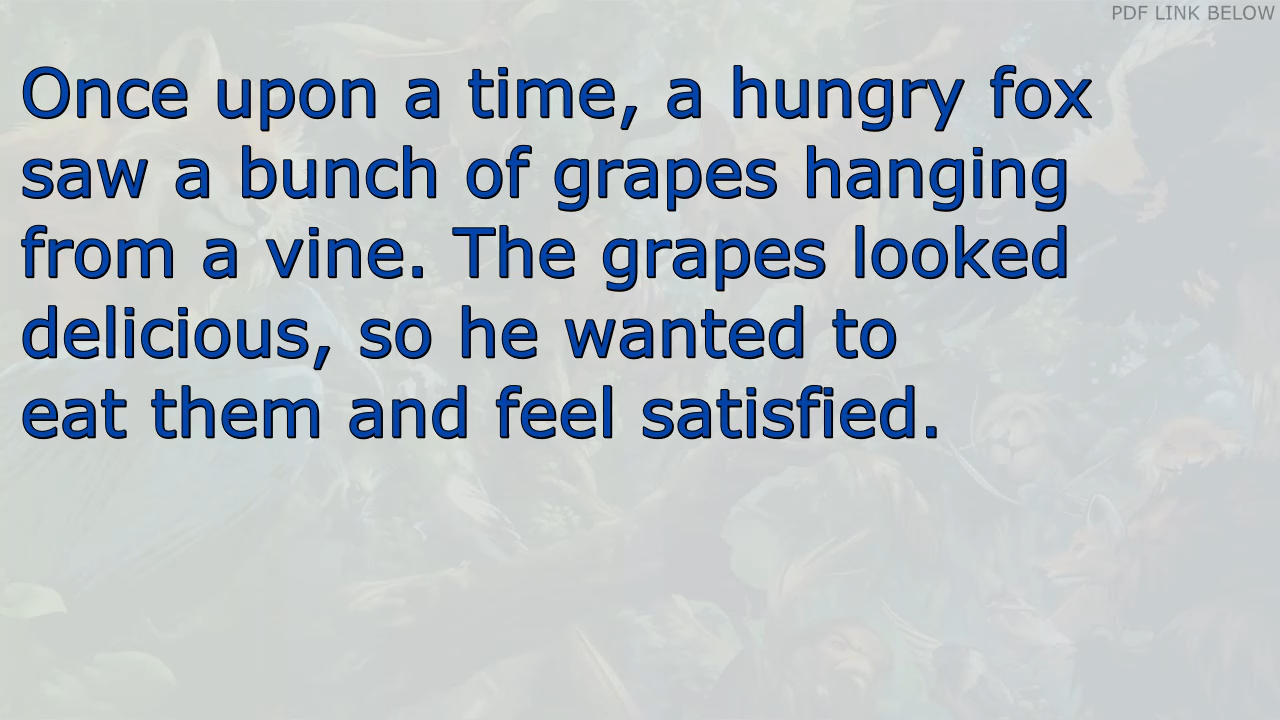 PDF LINK BELOW
Once upon a time, a hungry fox
saw a bunch of grapes hanging
from a vine. The grapes looked
delicious, so he wanted to
eat them and feel satisfied.